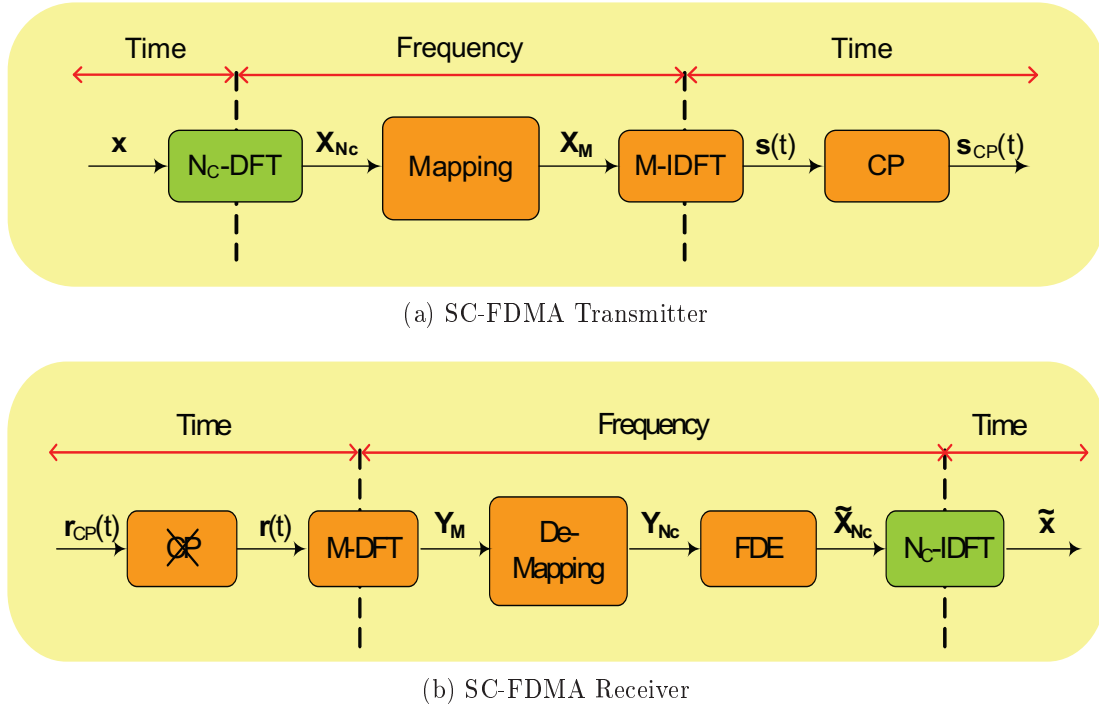 Time Frequency Time
x N_C-DFT X_Nc Mapping X_M M-IDFT s(t) CP s_CP(t)
(a) SC-FDMA Transmitter
Time Frequency Time
r_CP(t) CP r(t) M-DFT Y_M De-Mapping Y_Nc FDE X̃_Nc N_C-IDFT x̃
(b) SC-FDMA Receiver